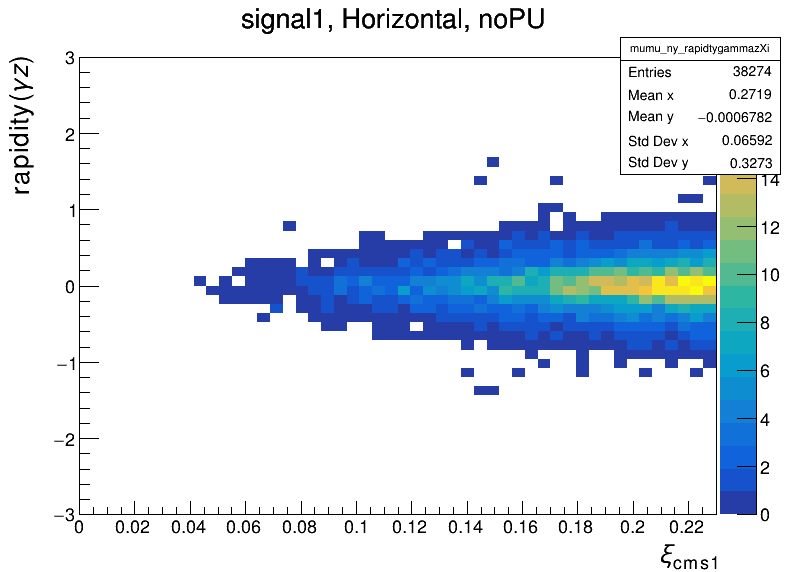 signal1, Horizontal, noPU
mumu_ny_rapidtygammazXi
Entries 38274
Mean x 0.2719
Mean y −0.0006782
Std Dev x 0.06592
Std Dev y 0.3273
rapidity(γz)
3
2
1
0
−1
−2
−3
14
12
10
8
6
4
2
0
0 0.02 0.04 0.06 0.08 0.1 0.12 0.14 0.16 0.18 0.2 0.22
ξcms1